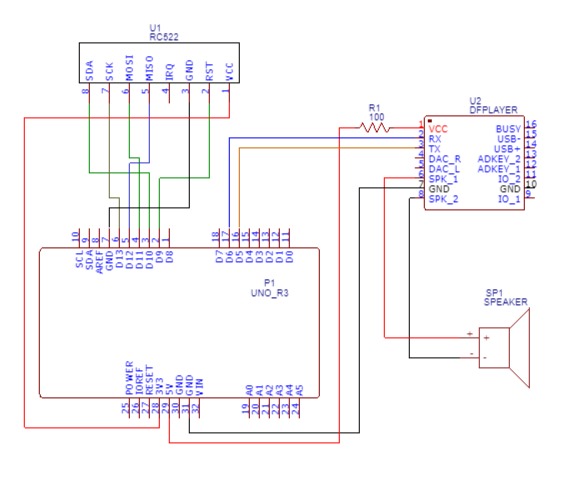 U1
RC522
SDA SCK MOSI MISO IRQ GND RST VCC
8 7 6 5 4 3 2 1
R1
100
U2
DFPLAYER
1 VCC BUSY 16
2 RX USB- 15
3 TX USB+ 14
4 DAC_R ADKEY_2 13
5 DAC_L ADKEY_1 12
6 SPK_1 IO_2 11
7 GND GND 10
8 SPK_2 IO_1 9
10 9 8 7 6 5 4 3 2 1 18 17 16 15 14 13 12 11
SCL SDA AREF GND D13 D12 D11 D10 D9 D8 D7 D6 D5 D4 D3 D2 D1 D0
P1
UNO_R3
SP1
SPEAKER
+ +
- -
POWER IOREF RESET 3V3 5V GND GND VIN A0 A1 A2 A3 A4 A5
25 26 27 28 29 30 31 32 19 20 21 22 23 24